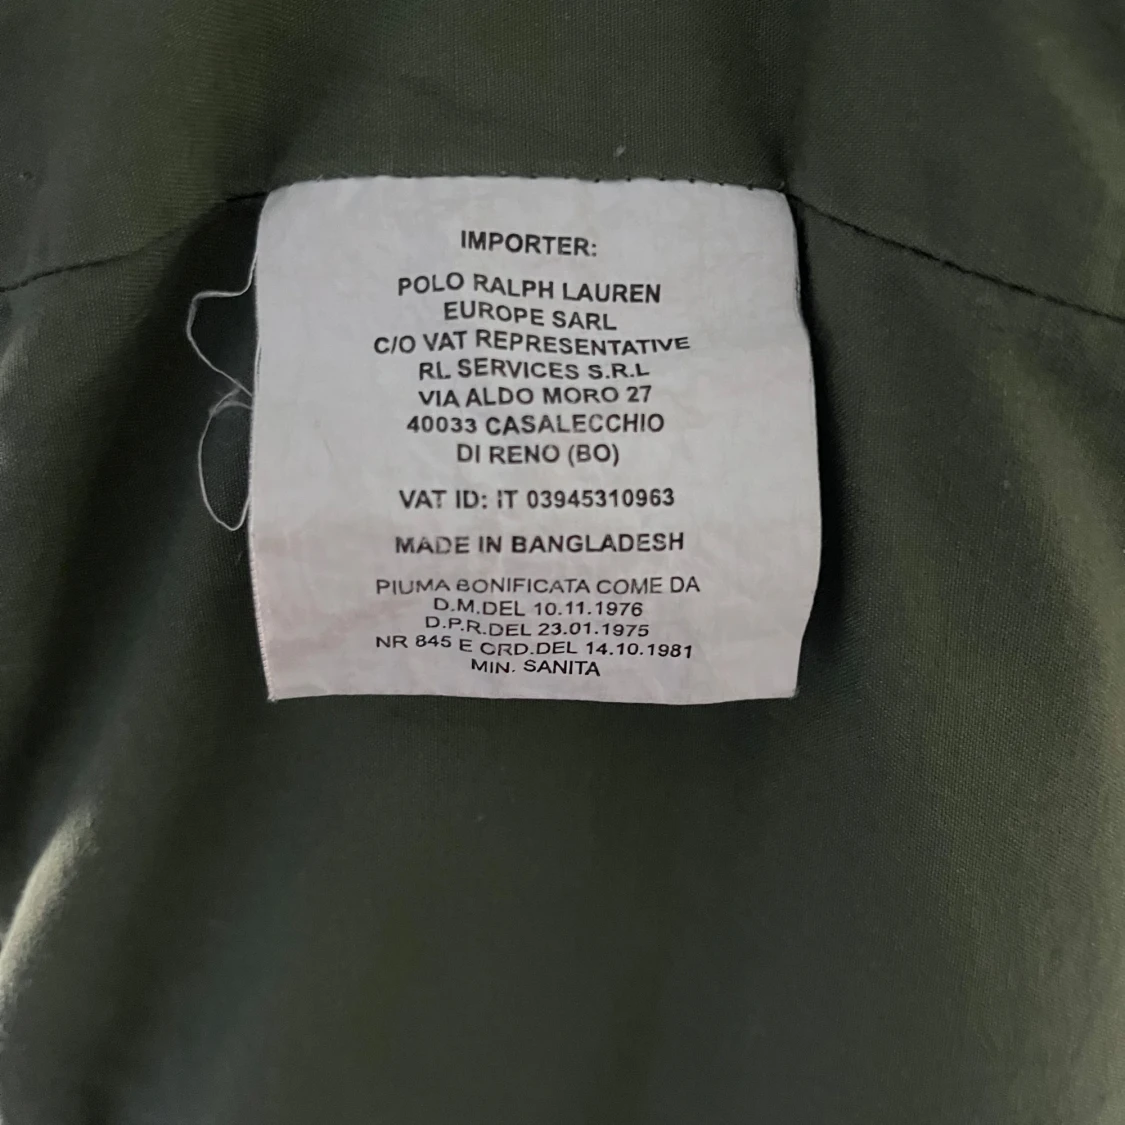 IMPORTER:
POLO RALPH LAUREN
EUROPE SARL
C/O VAT REPRESENTATIVE
RL SERVICES S.R.L
VIA ALDO MORO 27
40033 CASALECCHIO
DI RENO (BO)
VAT ID: IT 03945310963
MADE IN BANGLADESH
PIUMA BONIFICATA COME DA
D.M.DEL 10.11.1976
D.P.R.DEL 23.01.1975
NR 845 E ORD.DEL 14.10.1981
MIN. SANITA